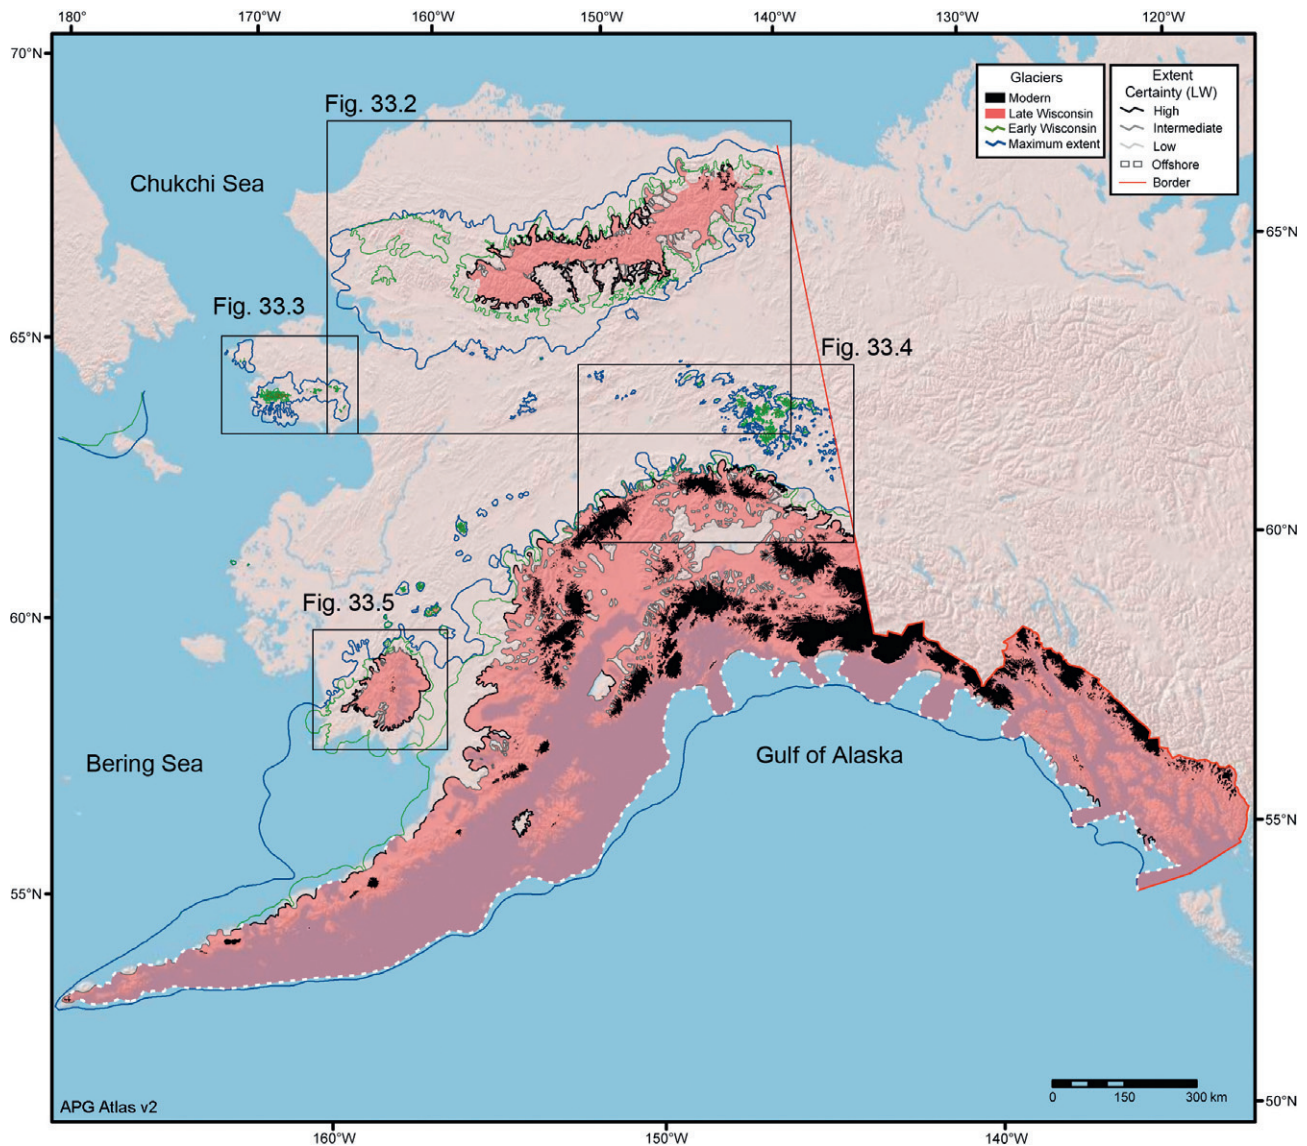 180°
170°W
160°W
150°W
140°W
130°W
120°W
70°N
Fig. 33.2
Glaciers
Modern
Late Wisconsin
Early Wisconsin
Maximum extent
Extent
Certainty (LW)
High
Intermediate
Low
Offshore
Border
Chukchi Sea
65°N
Fig. 33.3
65°N
Fig. 33.4
60°N
Fig. 33.5
60°N
Bering Sea
Gulf of Alaska
55°N
55°N
APG Atlas v2
0 150 300 km
50°N
160°W
150°W
140°W